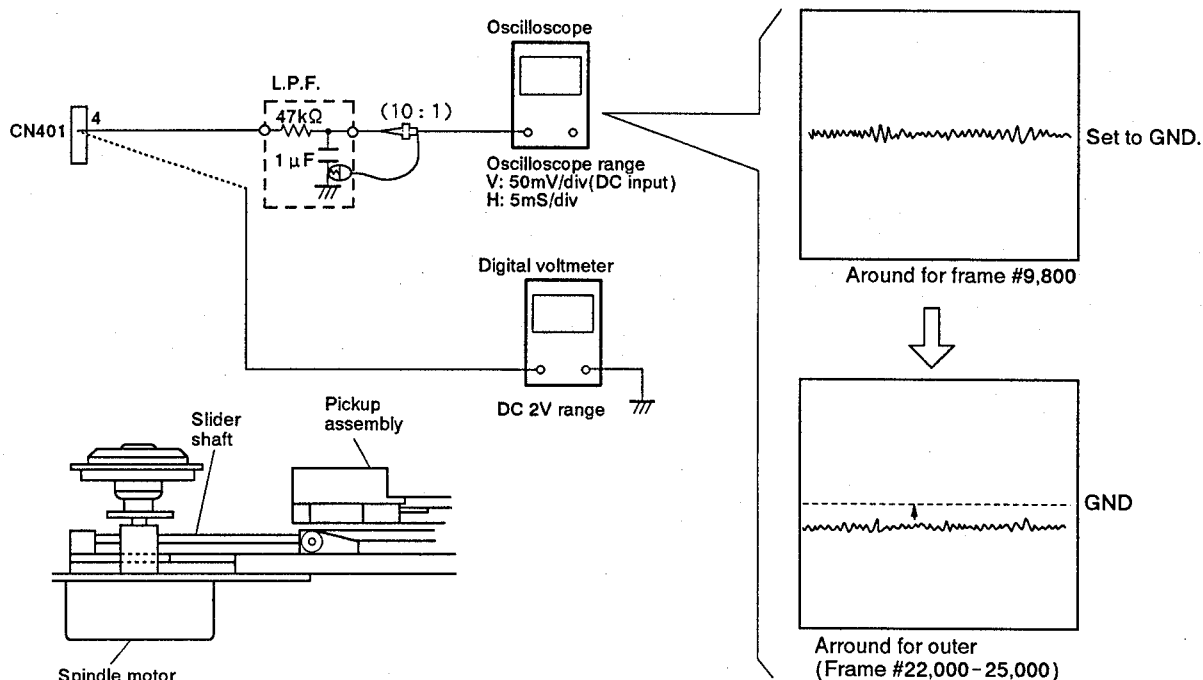 Oscilloscope
L.P.F.
CN401
4
47kΩ
(10 : 1)
1 μF
Oscilloscope range
V: 50mV/div(DC input)
H: 5mS/div
Set to GND.
Around for frame #9,800
Digital voltmeter
DC 2V range
Slider
shaft
Pickup
assembly
Spindle motor
GND
Arround for outer
(Frame #22,000-25,000)